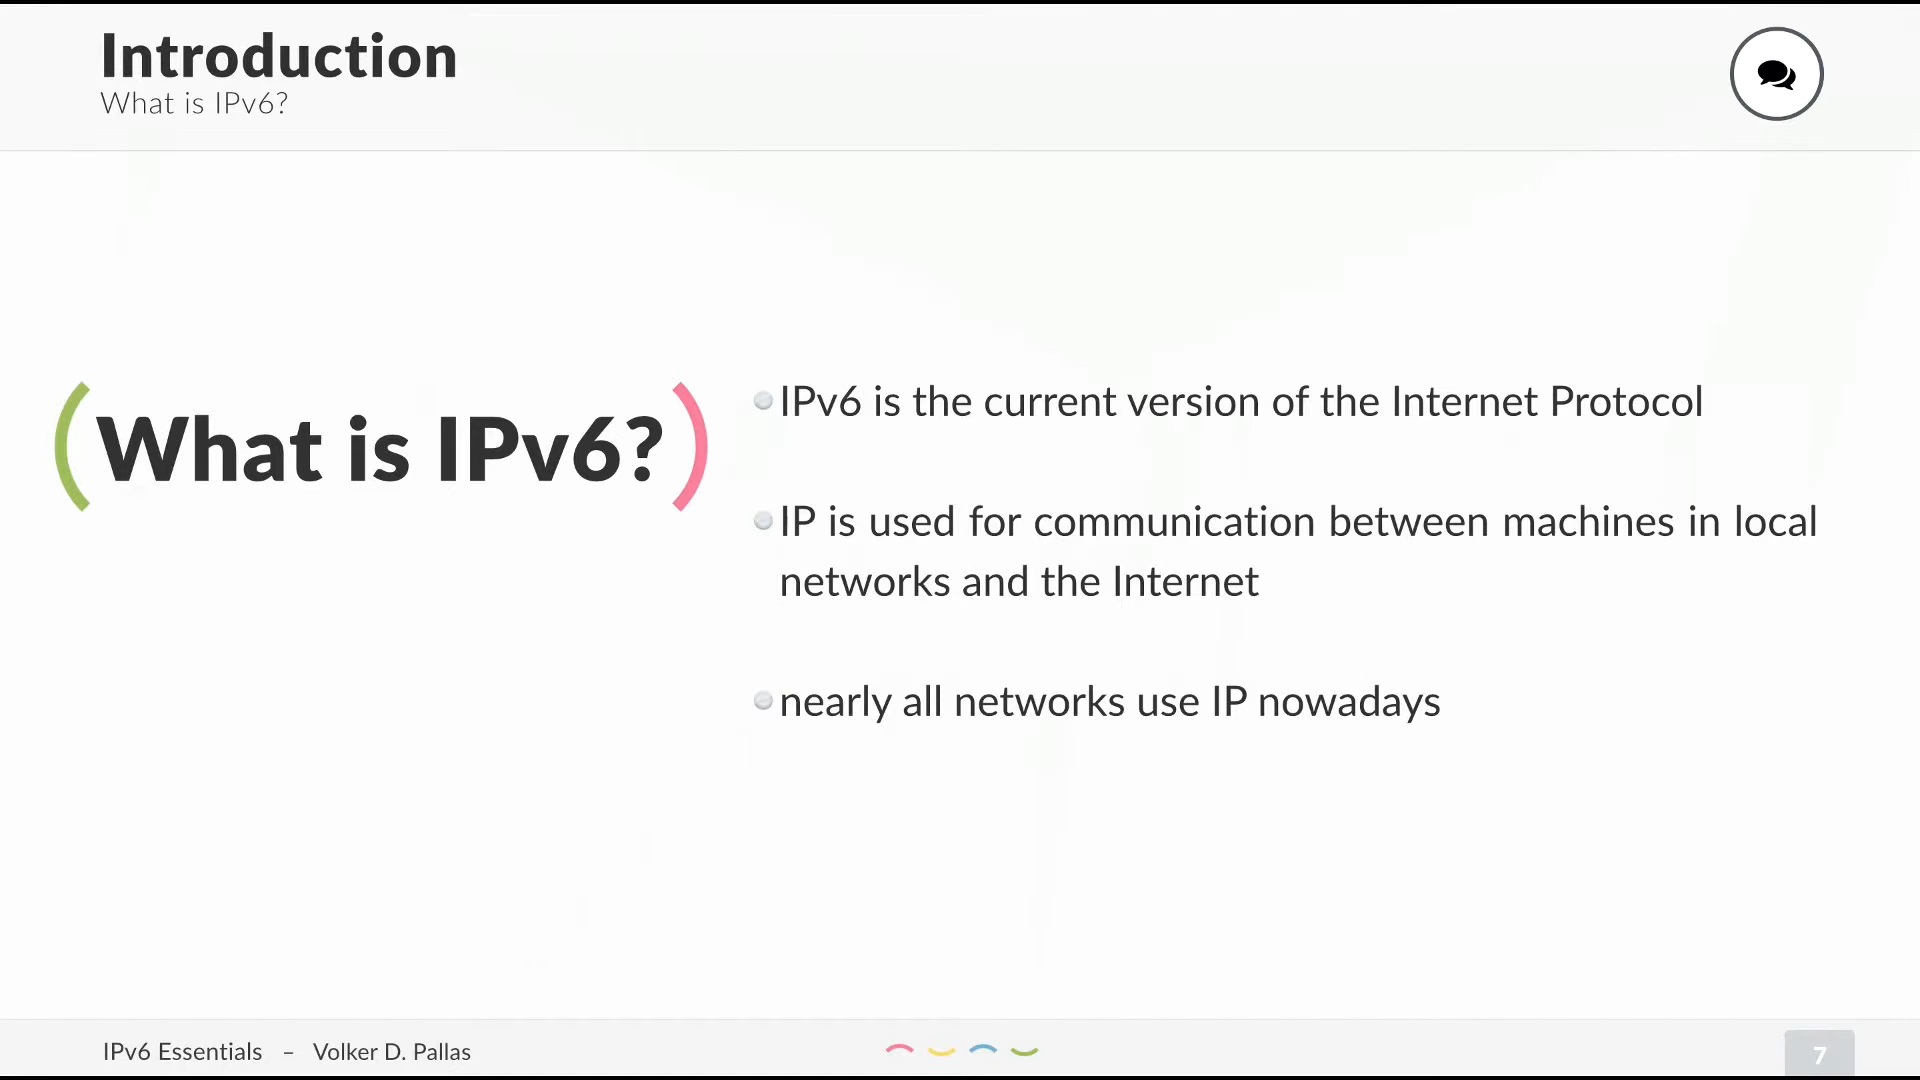 Introduction
What is IPv6?
What is IPv6?
IPv6 is the current version of the Internet Protocol
IP is used for communication between machines in local
networks and the Internet
nearly all networks use IP nowadays
IPv6 Essentials – Volker D. Pallas
7